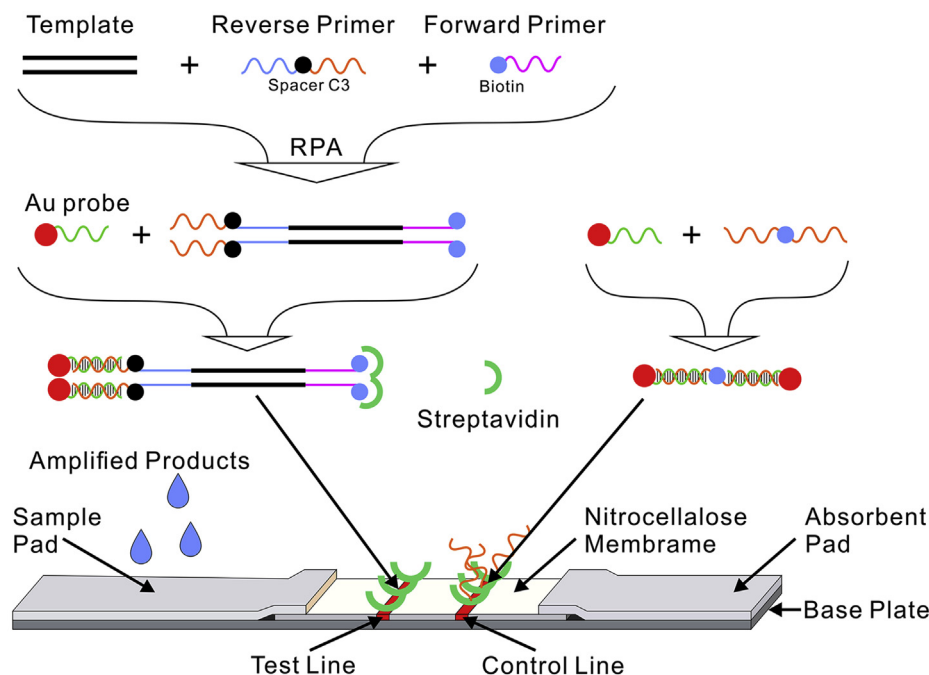 Template + Reverse Primer + Forward Primer
Spacer C3
Biotin
RPA
Au probe
+
+
Streptavidin
Amplified Products
Sample
Pad
Nitrocellalose
Membrame
Absorbent
Pad
Base Plate
Test Line
Control Line